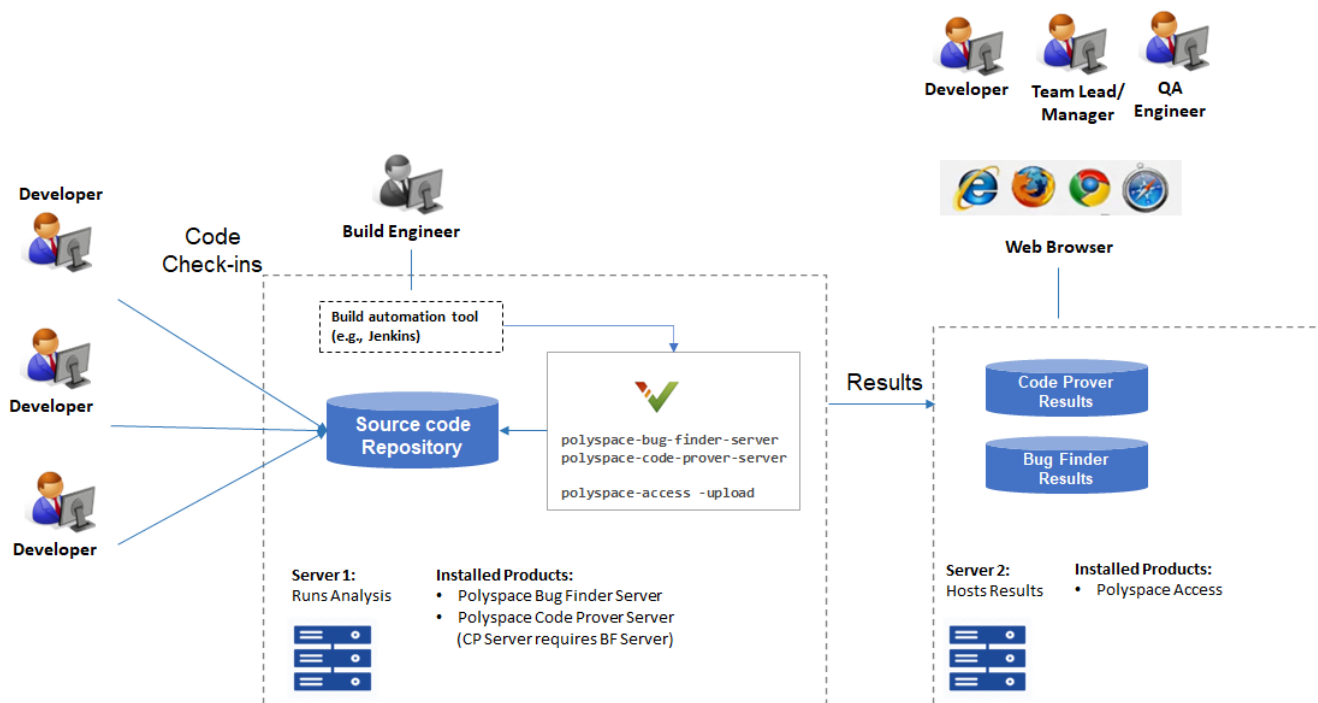 Developer
Team Lead/
Manager
QA
Engineer
Web Browser
Developer
Developer
Developer
Code
Check-ins
Build Engineer
Build automation tool
(e.g., Jenkins)
Source code
Repository
polyspace-bug-finder-server
polyspace-code-prover-server
polyspace-access -upload
Results
Code Prover
Results
Bug Finder
Results
Server 1:
Runs Analysis
Installed Products:
• Polyspace Bug Finder Server
• Polyspace Code Prover Server
(CP Server requires BF Server)
Server 2:
Hosts Results
Installed Products:
• Polyspace Access